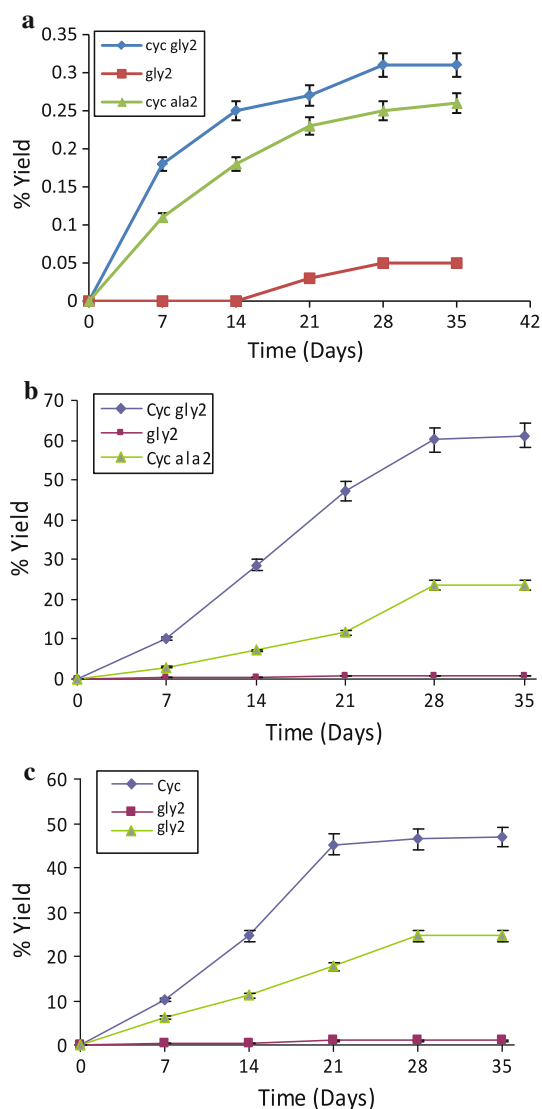 a
cyc gly2
gly2
cyc ala2
0.35
0.3
0.25
0.2
0.15
0.1
0.05
0
% Yield
0 7 14 21 28 35 42
Time (Days)
b
Cyc gly2
gly2
Cyc ala2
70
60
50
40
30
20
10
0
% Yield
0 7 14 21 28 35
Time (Days)
c
Cyc
gly2
gly2
60
50
40
30
20
10
0
% Yield
0 7 14 21 28 35
Time (Days)